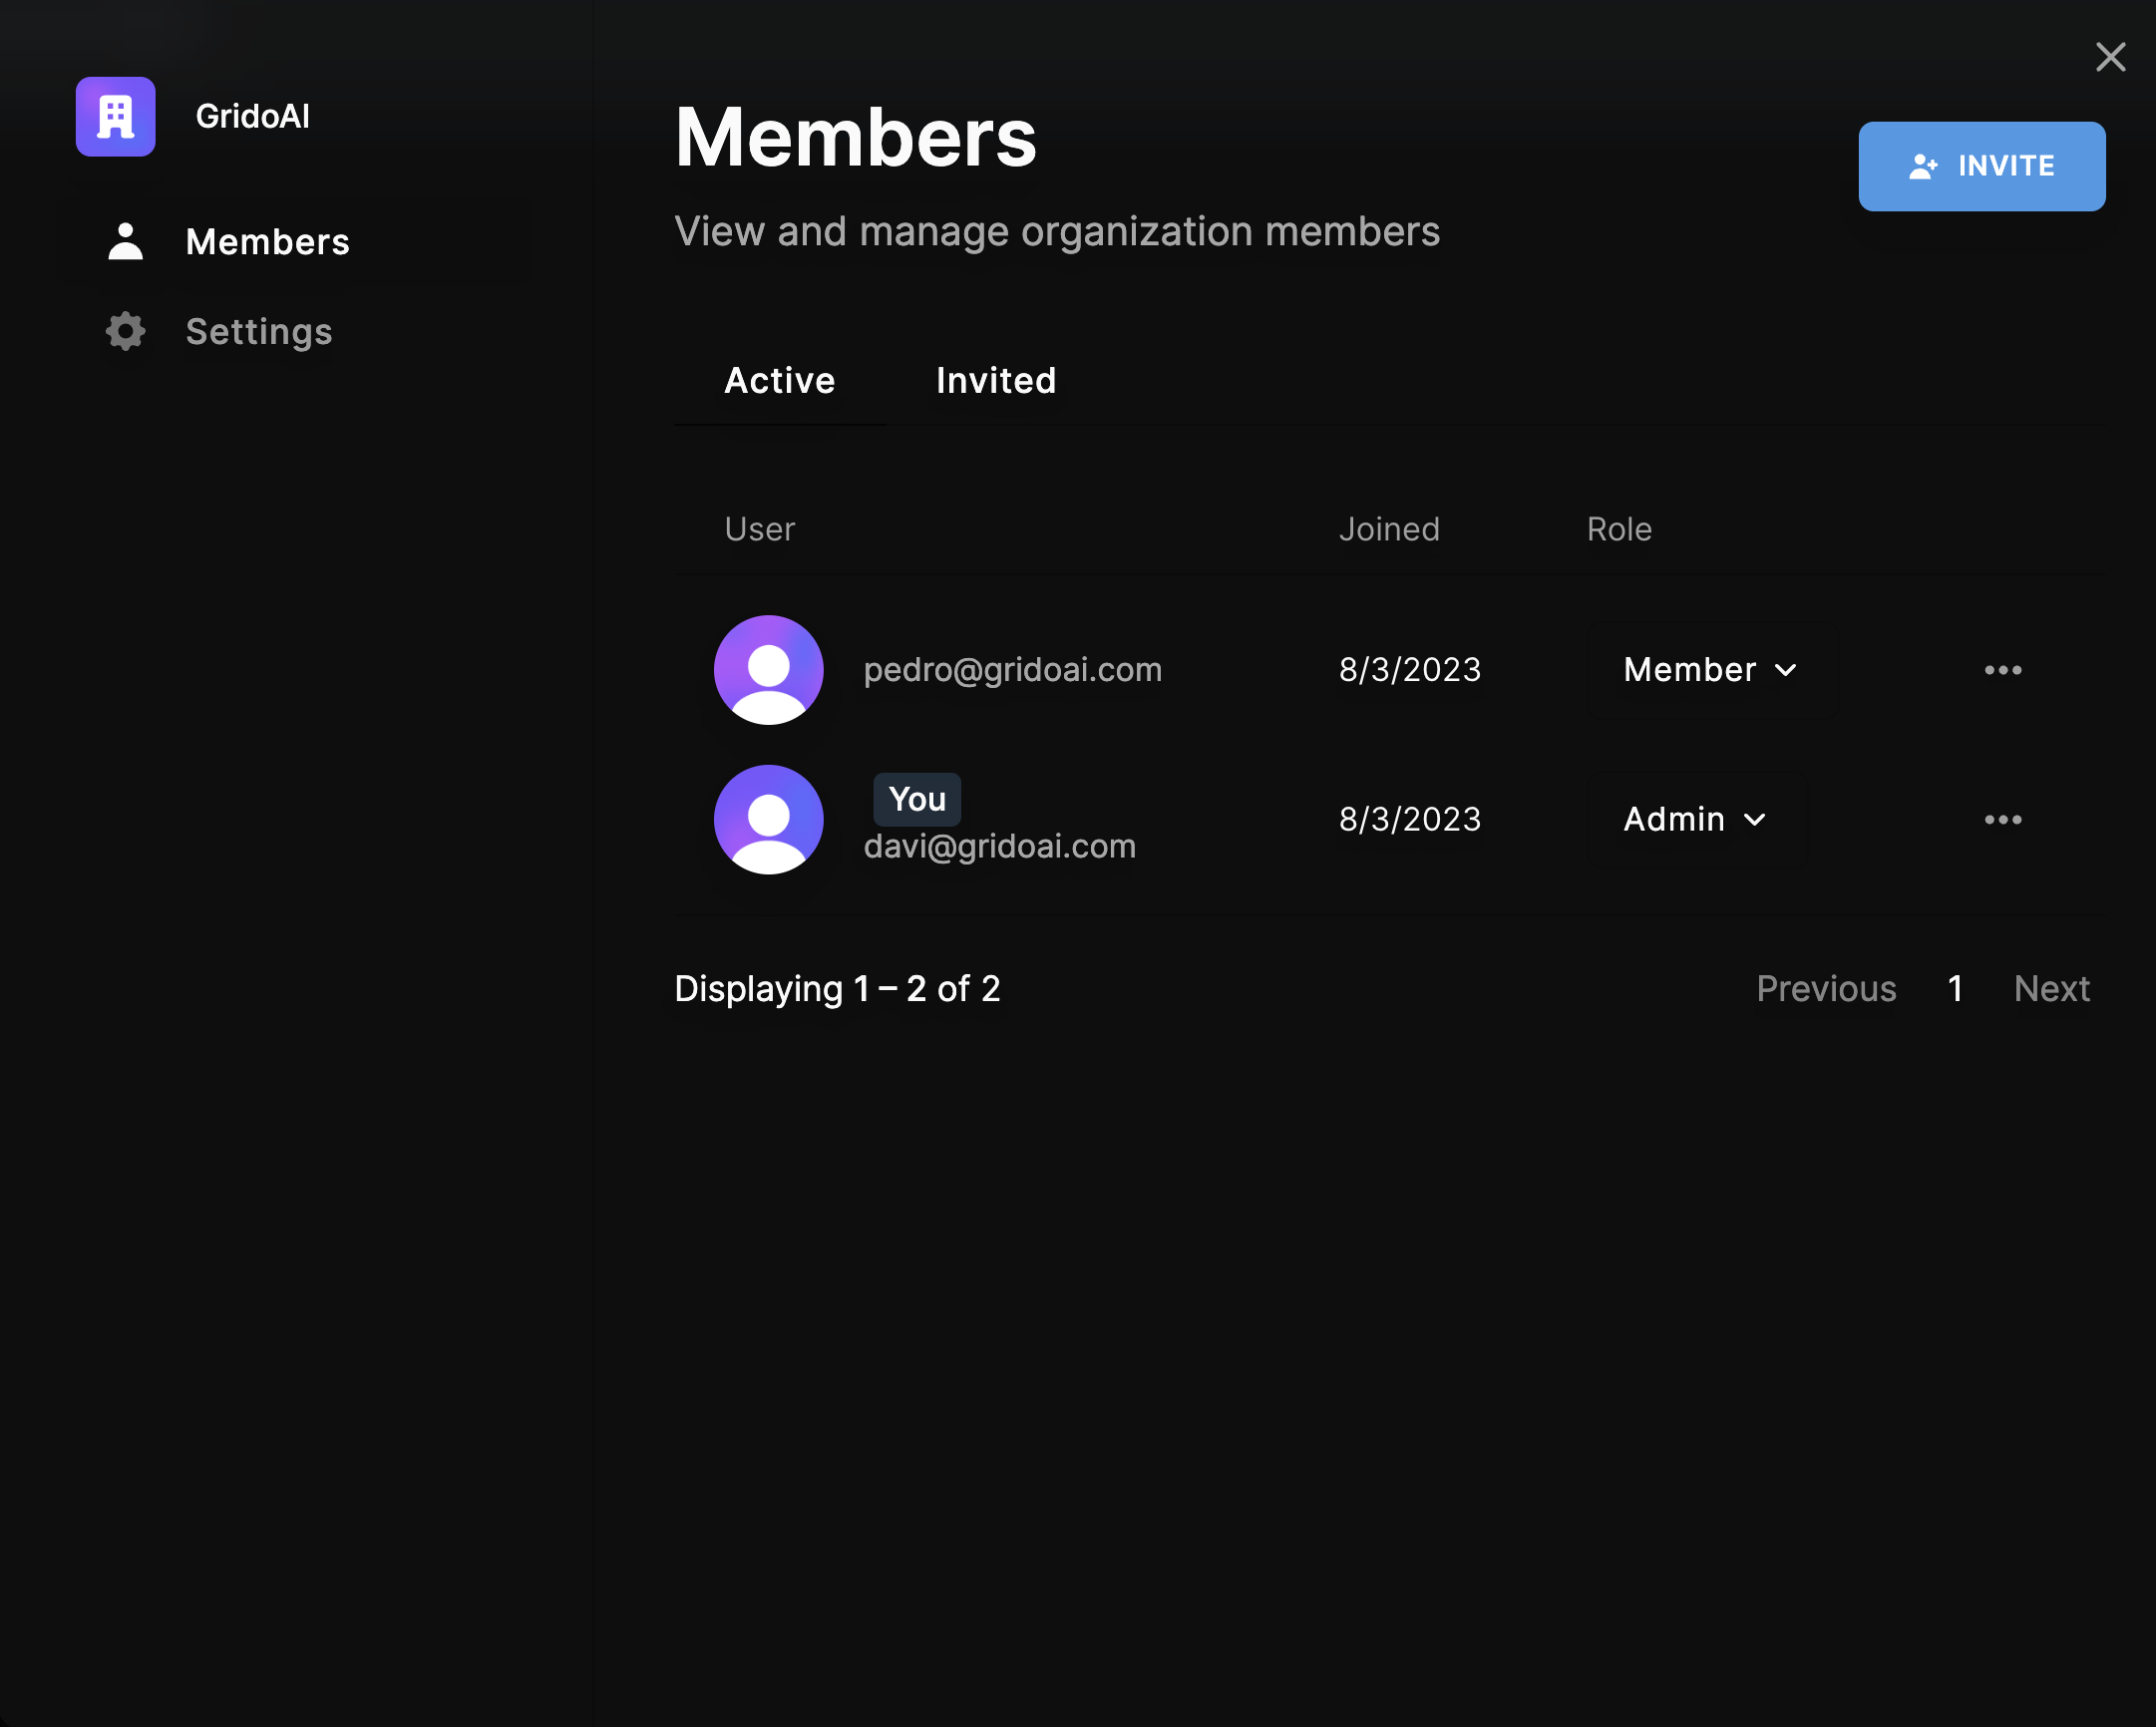 GridoAI
Members
Settings
Members
View and manage organization members
INVITE
Active Invited
User Joined Role
pedro@gridoai.com 8/3/2023 Member
You
davi@gridoai.com 8/3/2023 Admin
Displaying 1 – 2 of 2 Previous 1 Next